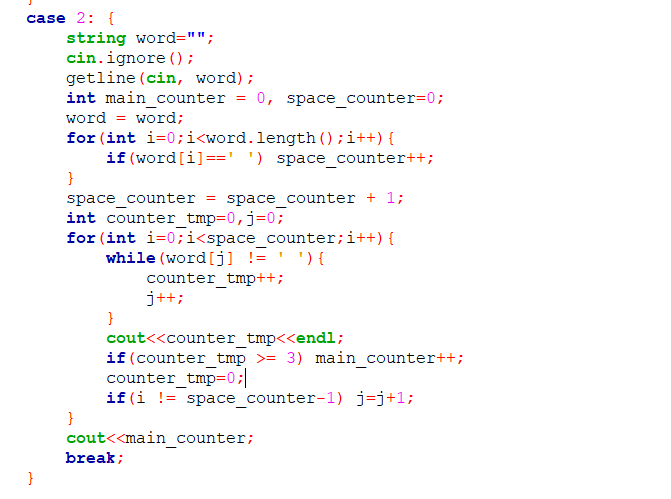 }
case 2: {
string word="";
cin.ignore();
getline(cin, word);
int main_counter = 0, space_counter=0;
word = word;
for(int i=0;i<word.length();i++){
if(word[i]==' ') space_counter++;
}
space_counter = space_counter + 1;
int counter_tmp=0,j=0;
for(int i=0;i<space_counter;i++){
while(word[j] != ' '){
counter_tmp++;
j++;
}
cout<<counter_tmp<<endl;
if(counter_tmp >= 3) main_counter++;
counter_tmp=0;
if(i != space_counter-1) j=j+1;
}
cout<<main_counter;
break;
}